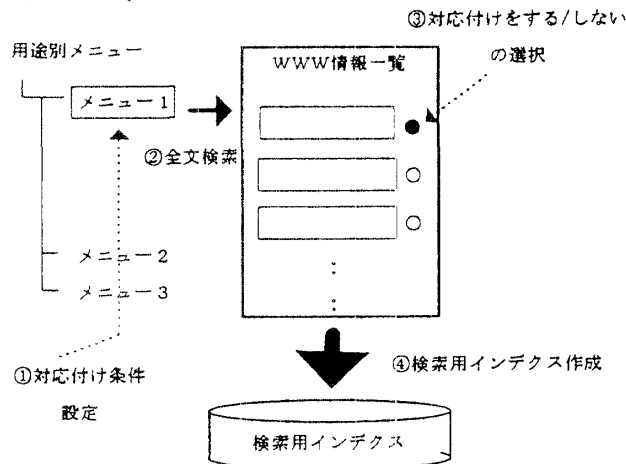 ③対応付けをする/しない
の選択
用途別メニュー
WWW情報一覧
メニュー1
②全文検索
メニュー2
メニュー3
①対応付け条件
設定
④検索用インデクス作成
検索用インデクス